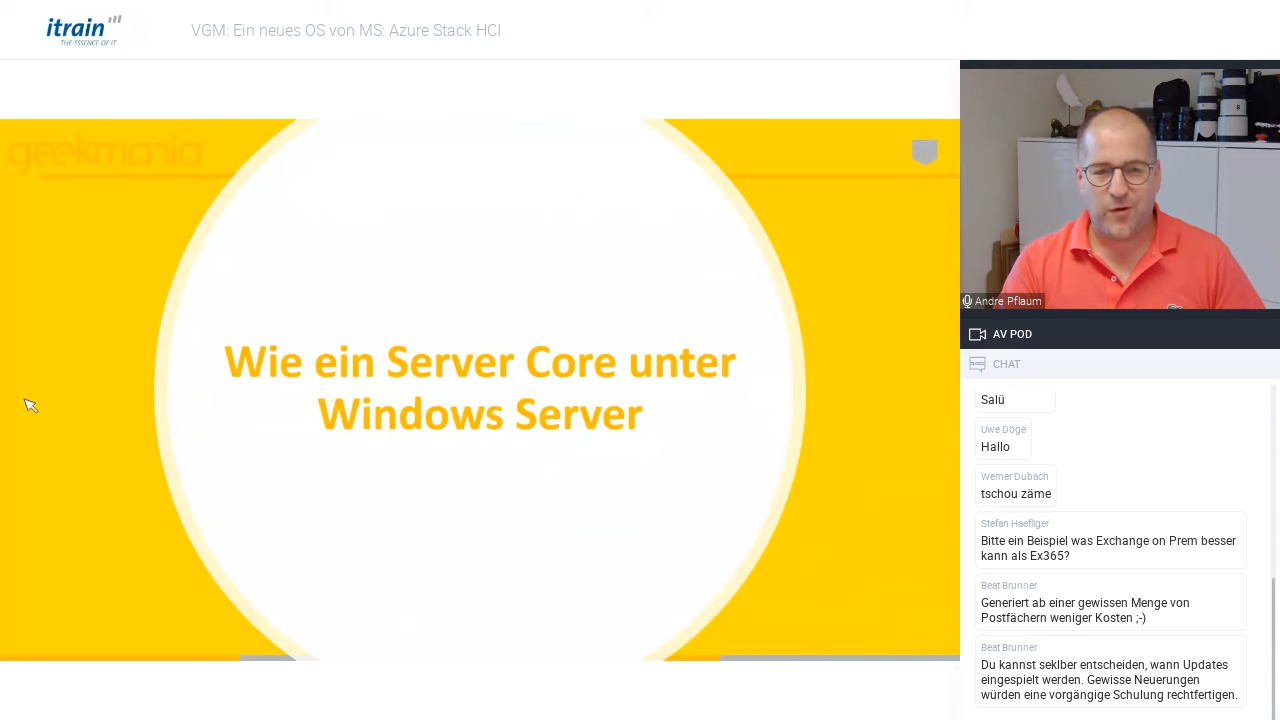 itrain
THE ESSENCE OF IT
VGM: Ein neues OS von MS: Azure Stack HCI
geekmania
Wie ein Server Core unter
Windows Server
8
Andre Pflaum
AV POD
CHAT
Salü
Uwe Döge
Hallo
Werner Dubach
tschou zäme
Stefan Haefliger
Bitte ein Beispiel was Exchange on Prem besser
kann als Ex365?
Beat Brunner
Generiert ab einer gewissen Menge von
Postfächern weniger Kosten ;-)
Beat Brunner
Du kannst seklber entscheiden, wann Updates
eingespielt werden. Gewisse Neuerungen
würden eine vorgängige Schulung rechtfertigen.